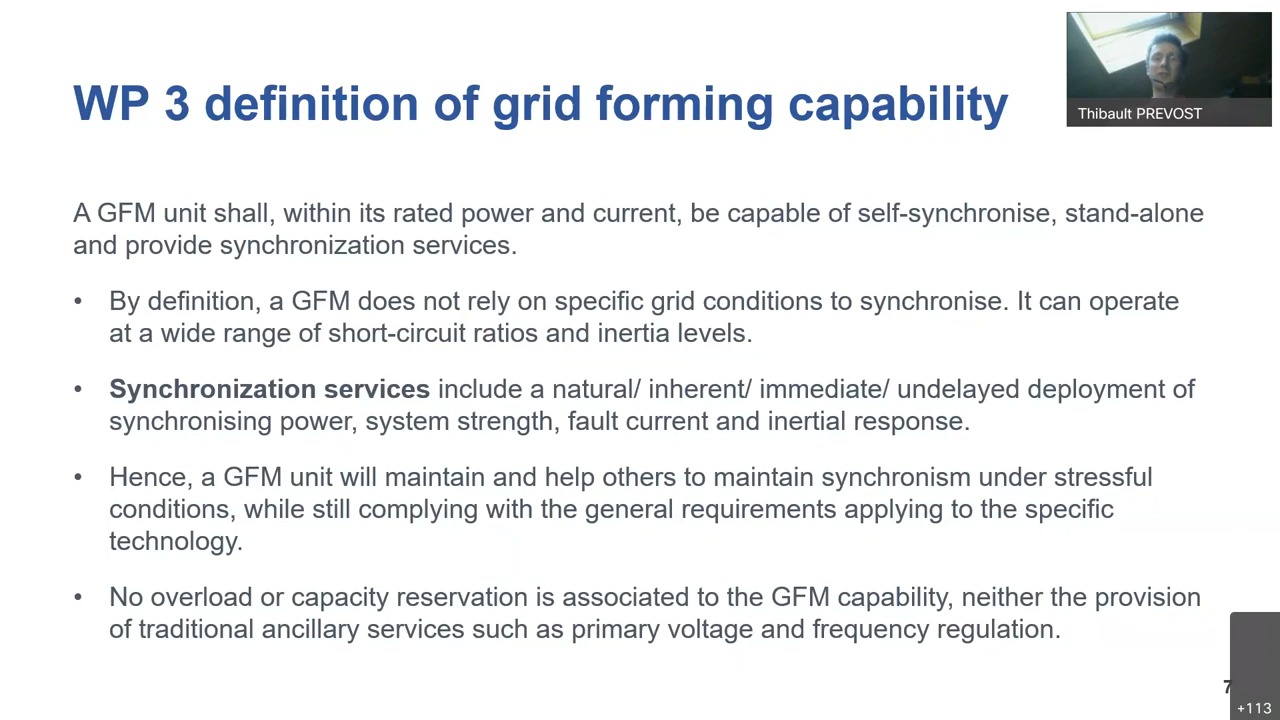 WP 3 definition of grid forming capability
Thibault PREVOST
A GFM unit shall, within its rated power and current, be capable of self-synchronise, stand-alone
and provide synchronization services.
• By definition, a GFM does not rely on specific grid conditions to synchronise. It can operate
at a wide range of short-circuit ratios and inertia levels.
• Synchronization services include a natural/ inherent/ immediate/ undelayed deployment of
synchronising power, system strength, fault current and inertial response.
• Hence, a GFM unit will maintain and help others to maintain synchronism under stressful
conditions, while still complying with the general requirements applying to the specific
technology.
• No overload or capacity reservation is associated to the GFM capability, neither the provision
of traditional ancillary services such as primary voltage and frequency regulation.
7
+113